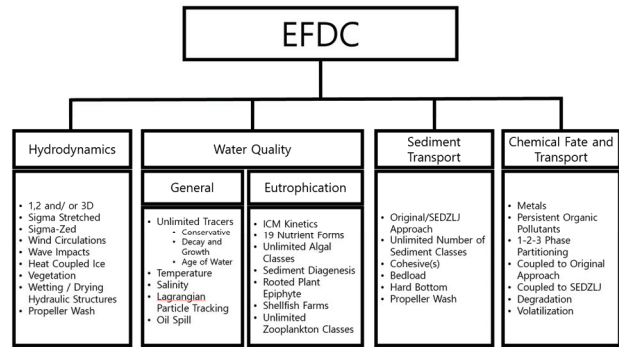 EFDC
Hydrodynamics
• 1,2 and/ or 3D
• Sigma Stretched
• Sigma-Zed
• Wind Circulations
• Wave Impacts
• Heat Coupled Ice
• Vegetation
• Wetting / Drying
Hydraulic Structures
• Propeller Wash
Water Quality
General
• Unlimited Tracers
• Conservative
• Decay and
Growth
• Age of Water
• Temperature
• Salinity
• Lagrangian
Particle Tracking
• Oil Spill
Eutrophication
• ICM Kinetics
• 19 Nutrient Forms
• Unlimited Algal
Classes
• Sediment Diagenesis
• Rooted Plant
Epiphyte
• Shellfish Farms
• Unlimited
Zooplankton Classes
Sediment
Transport
• Original/SEDZLJ
Approach
• Unlimited Number of
Sediment Classes
• Cohesive(s)
• Bedload
• Hard Bottom
• Propeller Wash
Chemical Fate and
Transport
• Metals
• Persistent Organic
Pollutants
• 1-2-3 Phase
Partitioning
• Coupled to Original
Approach
• Coupled to SEDZLJ
• Degradation
• Volatilization